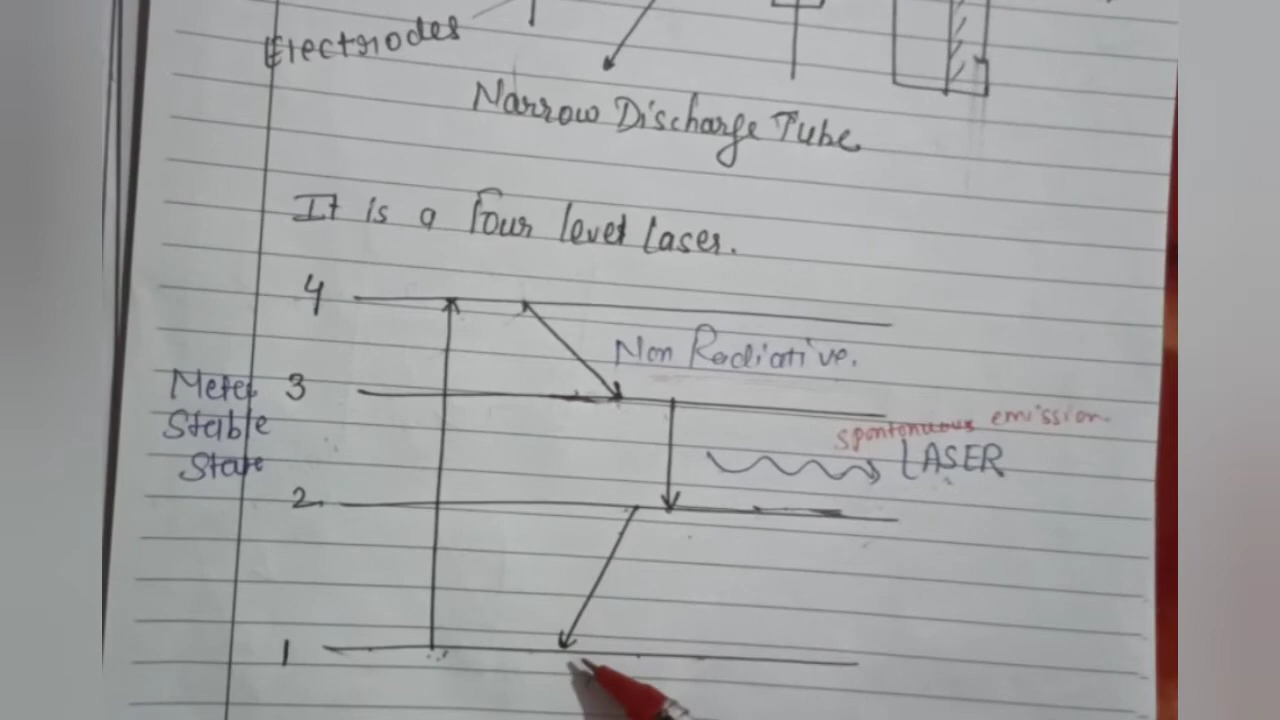 Electrodes
Narrow Discharge Tube
It is a four level laser.
4
Non Radiative.
Meta 3
Stable
State
spontonuous emission
LASER
2
1